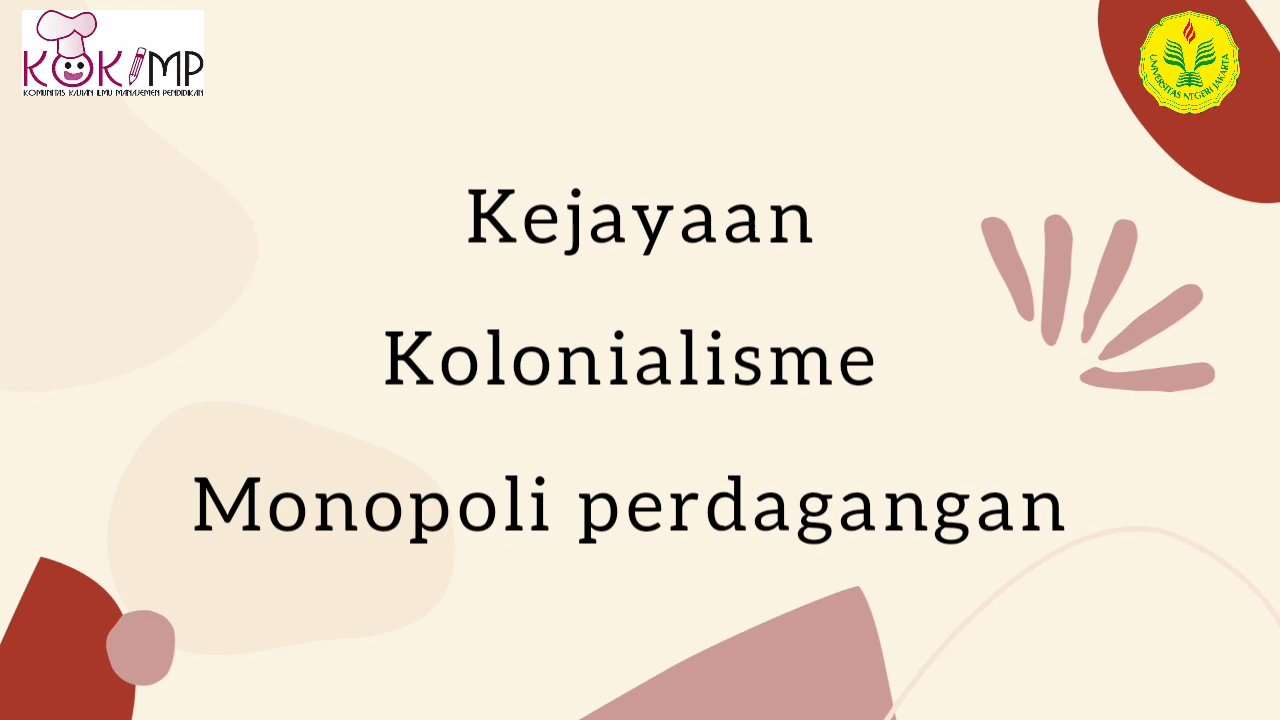 KOKIMP
KOMUNITAS KAJIAN ILMU MANAJEMEN PENDIDIKAN
UNIVERSITAS NEGERI JAKARTA
Kejayaan
Kolonialisme
Monopoli perdagangan